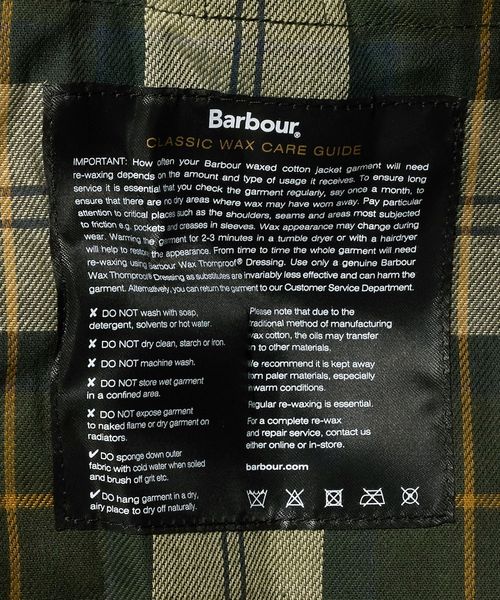 Barbour®
CLASSIC WAX CARE GUIDE
IMPORTANT: How often your Barbour waxed cotton jacket garment will need
re-waxing depends on the amount and type of usage it receives. To ensure long
service it is essential that you check the garment regularly, say once a month, to
ensure that there are no dry areas where wax may have worn away. Pay particular
attention to critical places such as the shoulders, seams and areas most subjected
to friction e.g. pockets and creases in sleeves. Wax appearance may change during
wear. Warming the garment for 2-3 minutes in a tumble dryer or with a hairdryer
will help to restore the appearance. From time to time the whole garment will need
re-waxing using Barbour Wax Thornproof® Dressing. Use only a genuine Barbour
Wax Thornproof® Dressing as substitutes are invariably less effective and can harm the
garment. Alternatively, you can return the garment to our Customer Service Department.
✘ DO NOT wash with soap,
detergent, solvents or hot water.
✘ DO NOT dry clean, starch or iron.
✘ DO NOT machine wash.
✘ DO NOT store wet garment
in a confined area.
✘ DO NOT expose garment
to naked flame or dry garment on
radiators.
✔ DO sponge down outer
fabric with cold water when soiled
and brush off grit etc.
✔ DO hang garment in a dry,
airy place to dry off naturally.
Please note that due to the
traditional method of manufacturing
wax cotton, the oils may transfer
on to other materials.
We recommend it is kept away
from paler materials, especially
in warm conditions.
Regular re-waxing is essential.
For a complete re-wax
and repair service, contact us
either online or in-store.
barbour.com